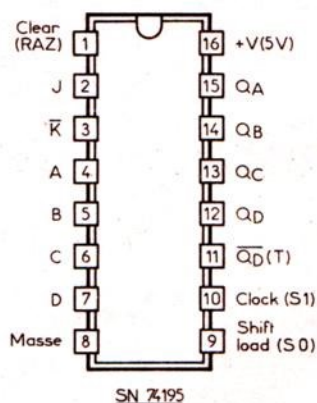 Clear
(RAZ) 1
J 2
K̅ 3
A 4
B 5
C 6
D 7
Masse 8
16 +V(5V)
15 QA
14 QB
13 QC
12 QD
11 Q̅D̅(T)
10 Clock (S1)
9 Shift
load (S0)
SN 74195